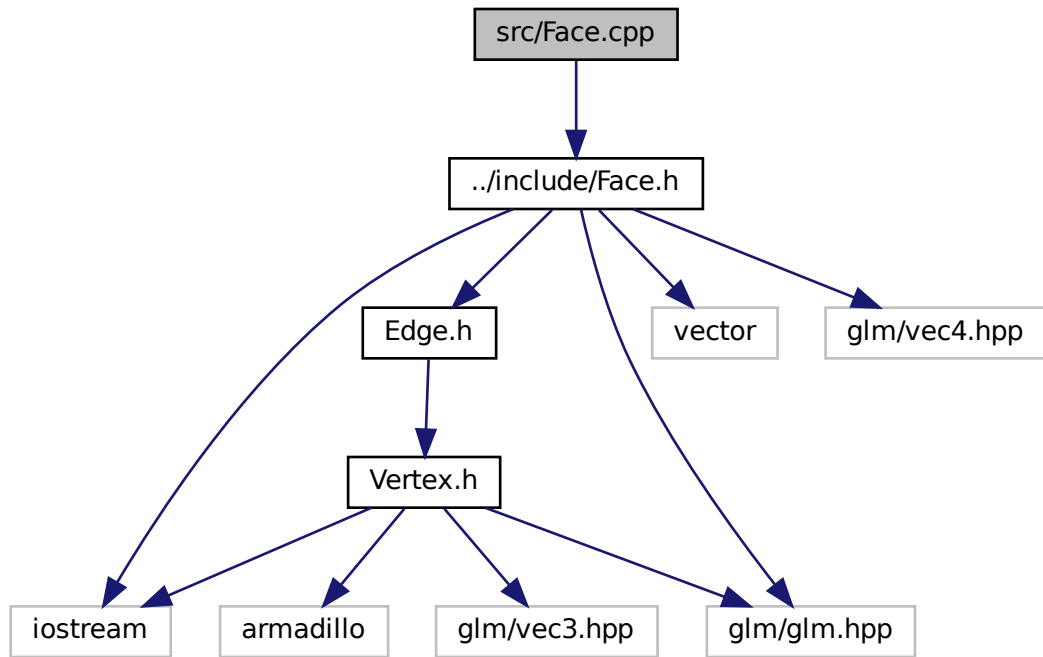 src/Face.cpp
../include/Face.h
Edge.h
vector
glm/vec4.hpp
Vertex.h
iostream
armadillo
glm/vec3.hpp
glm/glm.hpp